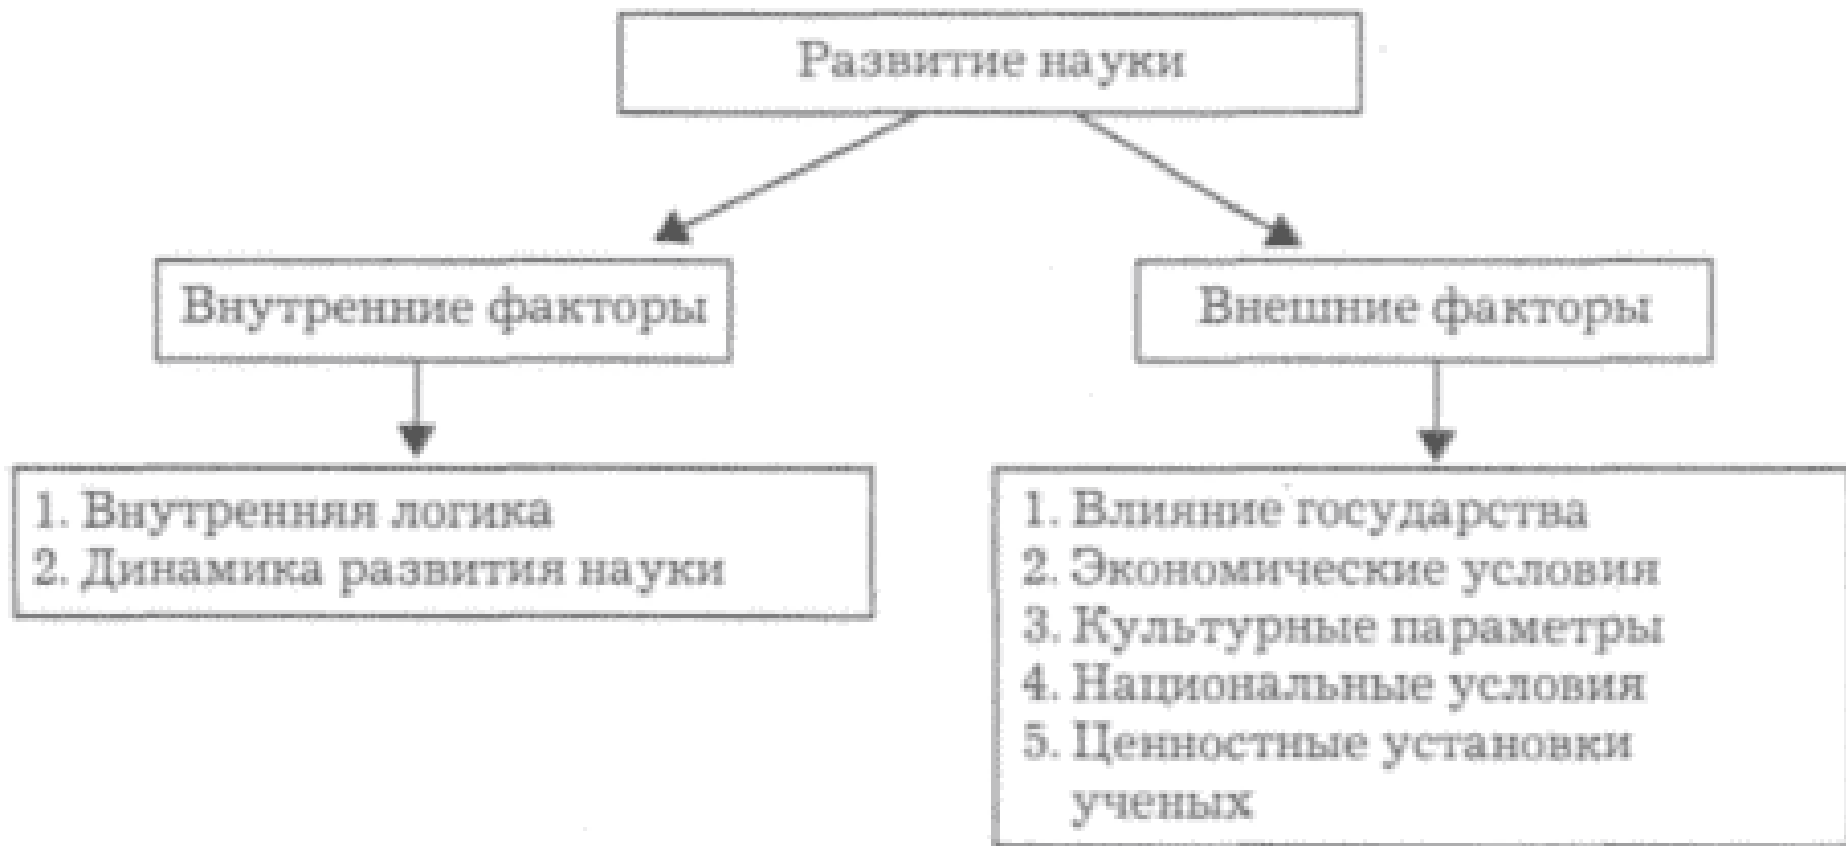 Развитие науки
Внутренние факторы
Внешние факторы
1. Внутренняя логика
2. Динамика развития науки
1. Влияние государства
2. Экономические условия
3. Культурные параметры
4. Национальные условия
5. Ценностные установки
ученых